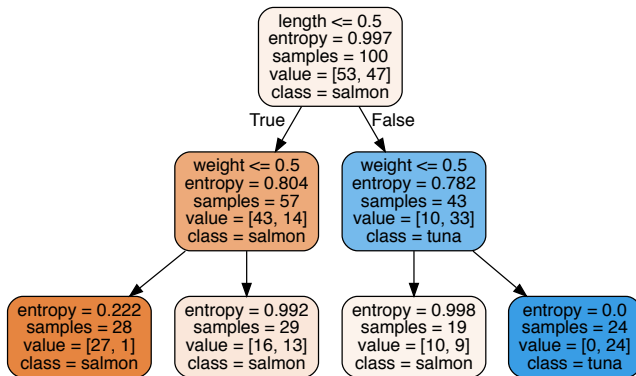 length <= 0.5
entropy = 0.997
samples = 100
value = [53, 47]
class = salmon
True
False
weight <= 0.5
entropy = 0.804
samples = 57
value = [43, 14]
class = salmon
weight <= 0.5
entropy = 0.782
samples = 43
value = [10, 33]
class = tuna
entropy = 0.222
samples = 28
value = [27, 1]
class = salmon
entropy = 0.992
samples = 29
value = [16, 13]
class = salmon
entropy = 0.998
samples = 19
value = [10, 9]
class = salmon
entropy = 0.0
samples = 24
value = [0, 24]
class = tuna